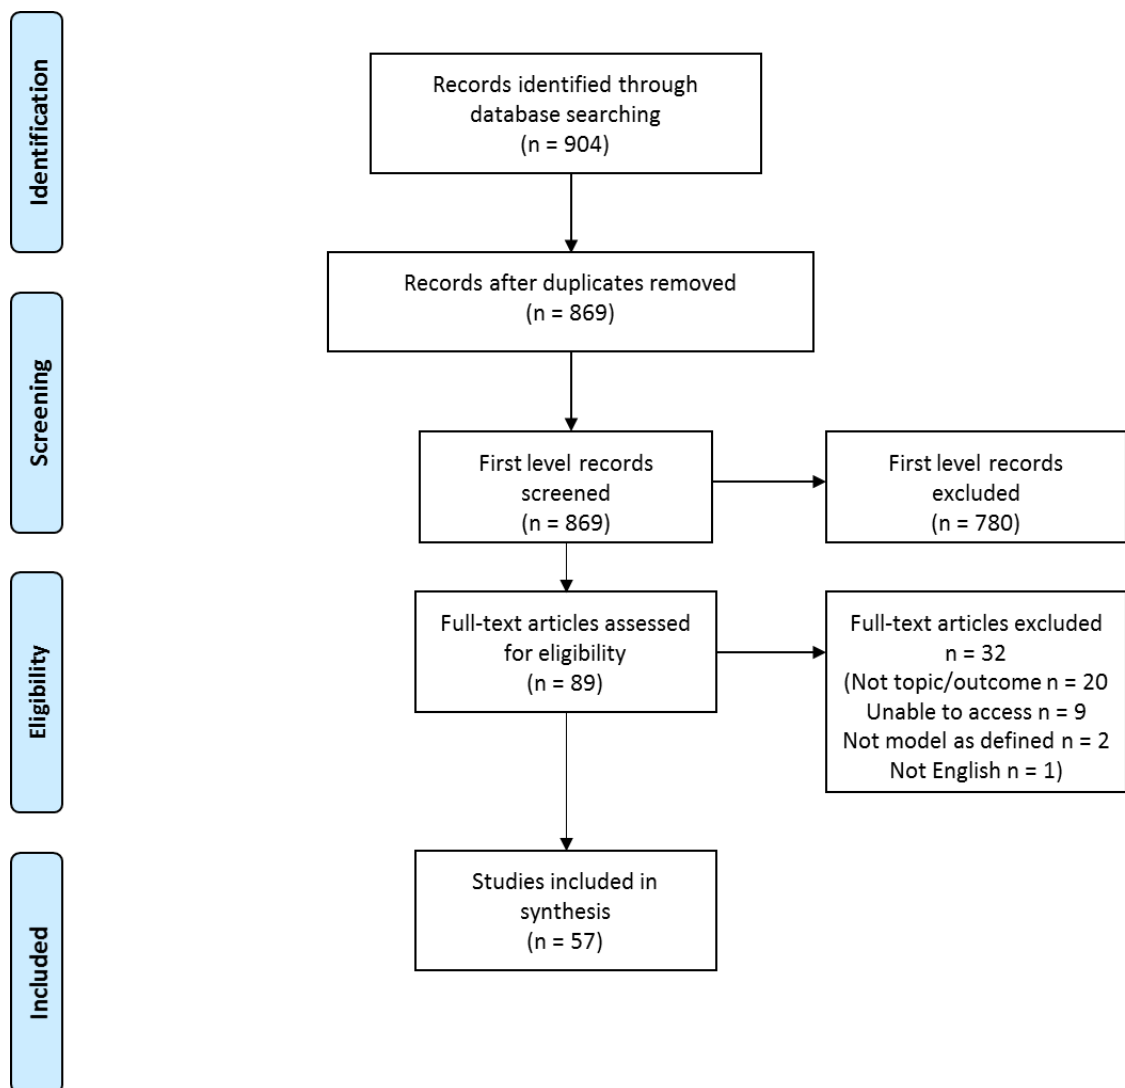 Identification
Records identified through
database searching
(n = 904)
Records after duplicates removed
(n = 869)
Screening
First level records
screened
(n = 869)
First level records
excluded
(n = 780)
Eligibility
Full-text articles assessed
for eligibility
(n = 89)
Full-text articles excluded
n = 32
(Not topic/outcome n = 20
Unable to access n = 9
Not model as defined n = 2
Not English n = 1)
Included
Studies included in
synthesis
(n = 57)